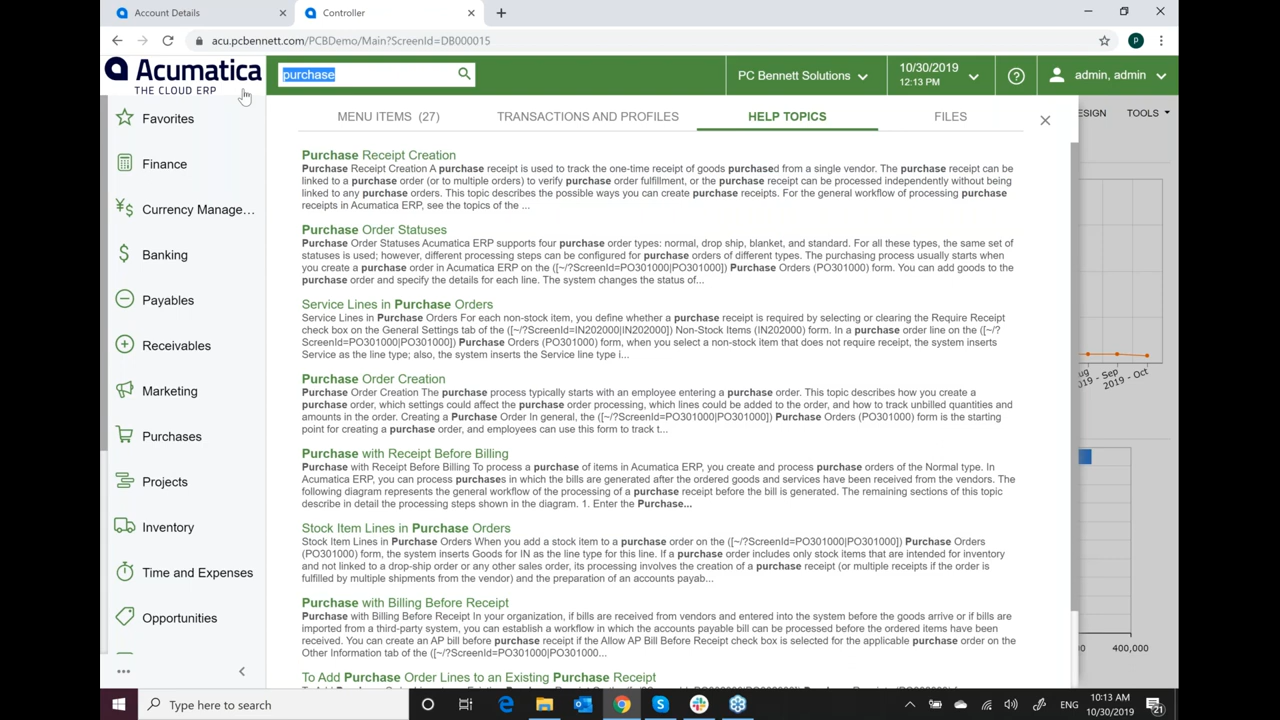 Account Details
Controller
acu.pcbennett.com/PCBDemo/Main?ScreenId=DB000015
Acumatica
THE CLOUD ERP
purchase
PC Bennett Solutions
10/30/2019
12:13 PM
admin, admin
ESIGN
TOOLS
MENU ITEMS (27)
TRANSACTIONS AND PROFILES
HELP TOPICS
FILES
Favorites
Finance
Currency Manage...
Banking
Payables
Receivables
Marketing
Purchases
Projects
Inventory
Time and Expenses
Opportunities
Purchase Receipt Creation
Purchase Receipt Creation A purchase receipt is used to track the one-time receipt of goods purchased from a single vendor. The purchase receipt can be
linked to a purchase order (or to multiple orders) to verify purchase order fulfillment, or the purchase receipt can be processed independently without being
linked to any purchase orders. This topic describes the possible ways you can create purchase receipts. For the general workflow of processing purchase
receipts in Acumatica ERP, see the topics of the ...
Purchase Order Statuses
Purchase Order Statuses Acumatica ERP supports four purchase order types: normal, drop ship, blanket, and standard. For all these types, the same set of
statuses is used; however, different processing steps can be configured for purchase orders of different types. The purchasing process usually starts when
you create a purchase order in Acumatica ERP on the ([~/?ScreenId=PO301000|PO301000]) Purchase Orders (PO301000) form. You can add goods to the
purchase order and specify the details for each line. The system changes the status of...
Service Lines in Purchase Orders
Service Lines in Purchase Orders For each non-stock item, you define whether a purchase receipt is required by selecting or clearing the Require Receipt
check box on the General Settings tab of the ([~/?ScreenId=IN202000|IN202000]) Non-Stock Items (IN202000) form. In a purchase order line on the ([~/?
ScreenId=PO301000|PO301000]) Purchase Orders (PO301000) form, when you select a non-stock item that does not require receipt, the system inserts
Service as the line type; also, the system inserts the Service line type i...
Purchase Order Creation
Purchase Order Creation The purchase process typically starts with an employee entering a purchase order. This topic describes how you create a
purchase order, which settings could affect the purchase order processing, which lines could be added to the order, and how to track unbilled quantities and
amounts in the order. Creating a Purchase Order In general, the ([~/?ScreenId=PO301000|PO301000]) Purchase Orders (PO301000) form is the starting
point for creating a purchase order, and employees can use this form to track t...
Purchase with Receipt Before Billing
Purchase with Receipt Before Billing To process a purchase of items in Acumatica ERP, you create and process purchase orders of the Normal type. In
Acumatica ERP, you can process purchases in which the bills are generated after the ordered goods and services have been received from the vendors. The
following diagram represents the general workflow of the processing of a purchase receipt before the bill is generated. The remaining sections of this topic
describe in detail the processing steps shown in the diagram. 1. Enter the Purchase...
Stock Item Lines in Purchase Orders
Stock Item Lines in Purchase Orders When you add a stock item to a purchase order on the ([~/?ScreenId=PO301000|PO301000]) Purchase Orders
(PO301000) form, the system inserts Goods for IN as the line type for this line. If a purchase order includes only stock items that are intended for inventory
and not linked to a drop-ship order or any other sales order, its processing involves the creation of a purchase receipt (or multiple receipts if the order is
fulfilled by multiple shipments from the vendor) and the preparation of an accounts payab...
Purchase with Billing Before Receipt
Purchase with Billing Before Receipt In your organization, if bills are received from vendors and entered into the system before the goods arrive or if bills are
imported from a third-party system, you can establish a workflow in which the accounts payable bill can be processed before the ordered items have been
received. You can create an AP bill before purchase receipt if the Allow AP Bill Before Receipt check box is selected for the applicable purchase order on the
Other Information tab of the ([~/?ScreenId=PO301000|PO301000...
To Add Purchase Order Lines to an Existing Purchase Receipt
2019 - Sep
2019 - Oct
400,000
Type here to search
ENG
10:13 AM
10/30/2019
21